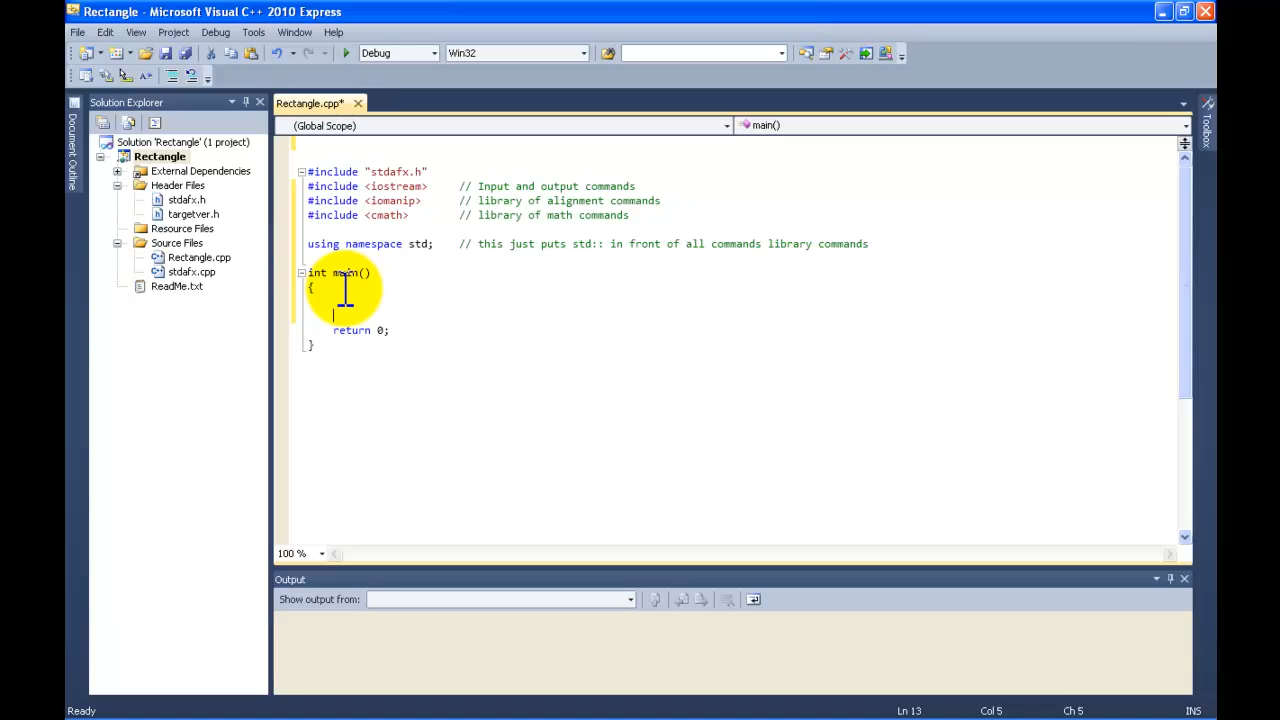 Rectangle - Microsoft Visual C++ 2010 Express
File Edit View Project Debug Tools Window Help
Debug Win32
Document Outline
Solution Explorer
Solution 'Rectangle' (1 project)
Rectangle
External Dependencies
Header Files
stdafx.h
targetver.h
Resource Files
Source Files
Rectangle.cpp
stdafx.cpp
ReadMe.txt
Rectangle.cpp*
(Global Scope) main()
#include "stdafx.h"
#include <iostream> // Input and output commands
#include <iomanip> // library of alignment commands
#include <cmath> // library of math commands
using namespace std; // this just puts std:: in front of all commands library commands
int main()
{
return 0;
}
100 %
Output
Show output from:
Toolbox
Ready Ln 13 Col 5 Ch 5 INS